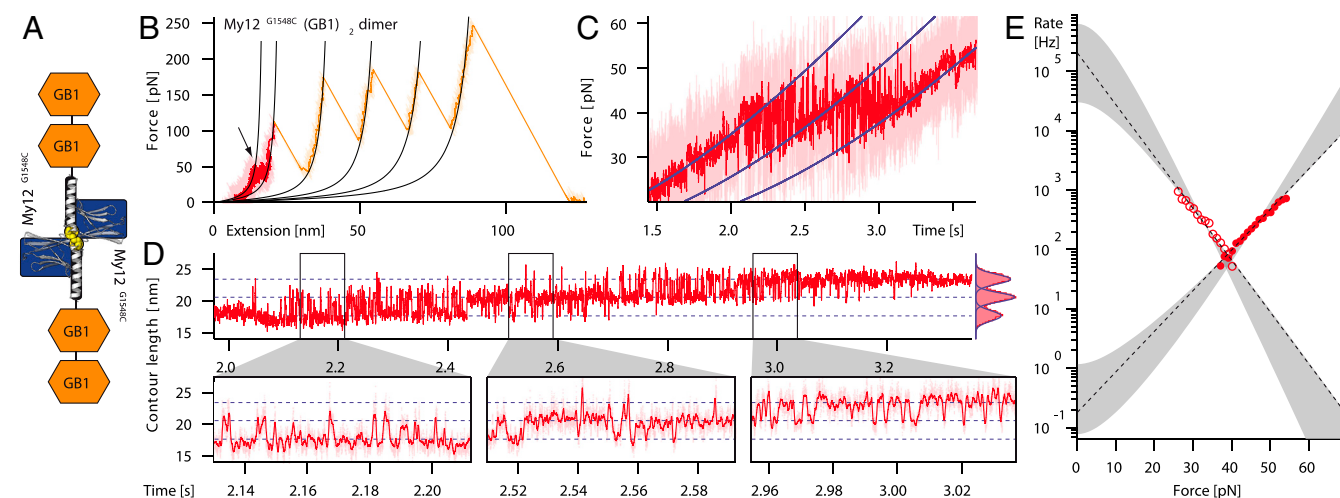 A
GB1
GB1
My12 G1548C
My12 G1548C
GB1
GB1
B
My12 G1548C (GB1) 2 dimer
Force [ pN]
250
200
150
100
50
0
0 Extension [nm] 50 100
C
Force [pN]
60
50
40
30
1.5 2.0 2.5 3.0 Time [s]
D
Contour length [nm]
25
20
15
2.0 2.2 2.4 2.6 2.8 3.0 3.2
25
20
15
Time [s] 2.14 2.16 2.18 2.20 2.52 2.54 2.56 2.58 2.96 2.98 3.00 3.02
E
Rate
[Hz]
10 5
10 4
10 3
10 2
10 1
10 0
10 -1
0 10 20 30 40 50 60
Force [pN]